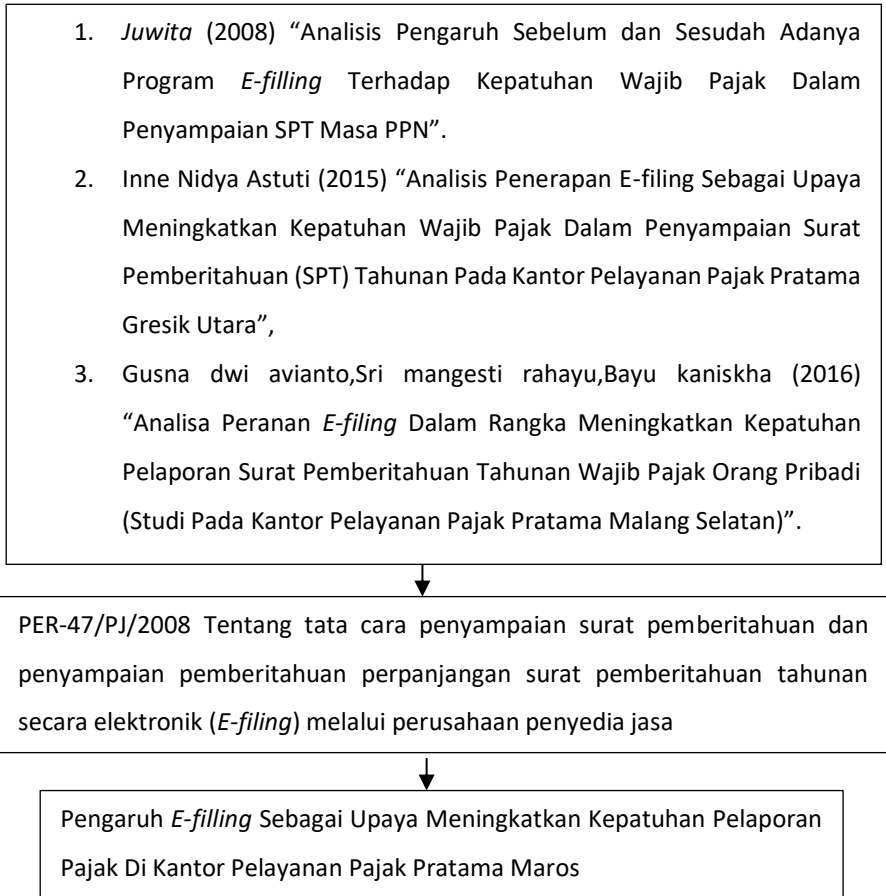 1. Juwita (2008) “Analisis Pengaruh Sebelum dan Sesudah Adanya
Program E-filling Terhadap Kepatuhan Wajib Pajak Dalam
Penyampaian SPT Masa PPN”.
2. Inne Nidya Astuti (2015) “Analisis Penerapan E-filing Sebagai Upaya
Meningkatkan Kepatuhan Wajib Pajak Dalam Penyampaian Surat
Pemberitahuan (SPT) Tahunan Pada Kantor Pelayanan Pajak Pratama
Gresik Utara”,
3. Gusna dwi avianto,Sri mangesti rahayu,Bayu kaniskha (2016)
“Analisa Peranan E-filing Dalam Rangka Meningkatkan Kepatuhan
Pelaporan Surat Pemberitahuan Tahunan Wajib Pajak Orang Pribadi
(Studi Pada Kantor Pelayanan Pajak Pratama Malang Selatan)”.
PER-47/PJ/2008 Tentang tata cara penyampaian surat pemberitahuan dan
penyampaian pemberitahuan perpanjangan surat pemberitahuan tahunan
secara elektronik (E-filing) melalui perusahaan penyedia jasa
Pengaruh E-filling Sebagai Upaya Meningkatkan Kepatuhan Pelaporan
Pajak Di Kantor Pelayanan Pajak Pratama Maros